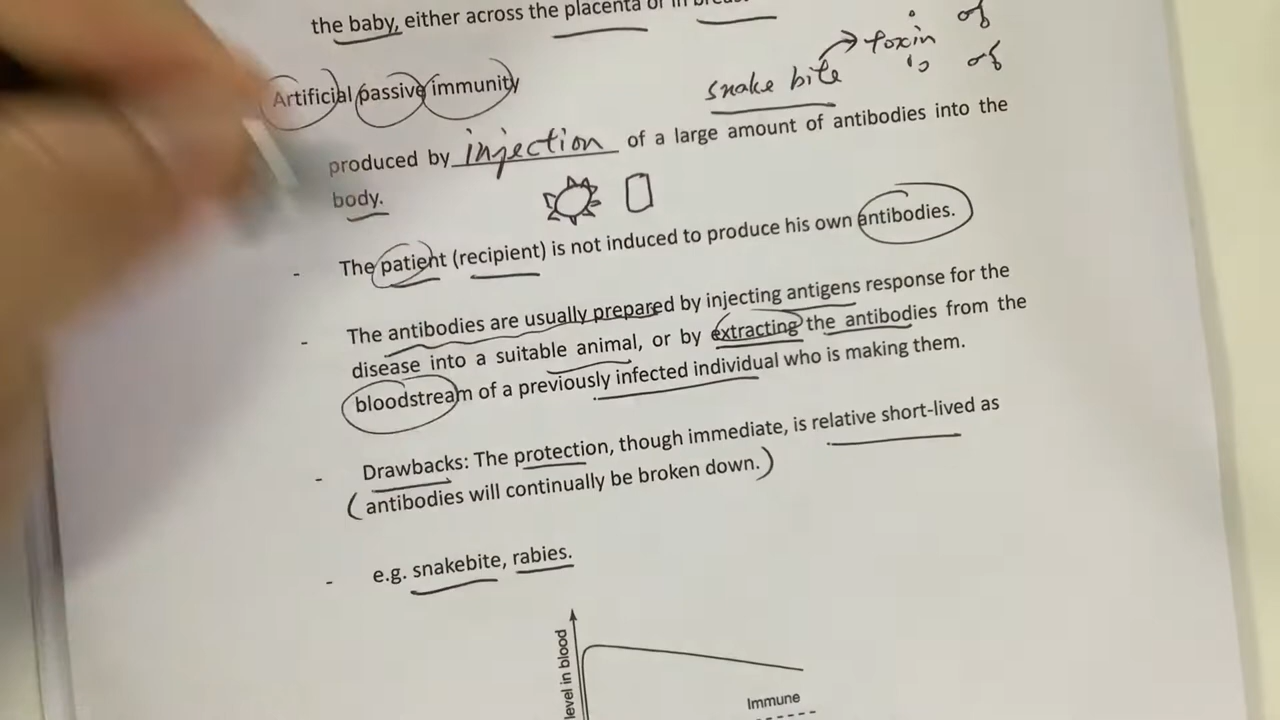 the baby, either across the placenta or in breast
snake bite → toxin
Artificial passive immunity
produced by injection of a large amount of antibodies into the
body.
- The patient (recipient) is not induced to produce his own antibodies.
- The antibodies are usually prepared by injecting antigens response for the
disease into a suitable animal, or by extracting the antibodies from the
bloodstream of a previously infected individual who is making them.
- Drawbacks: The protection, though immediate, is relative short-lived as
(antibodies will continually be broken down.)
- e.g. snakebite, rabies.
level in blood
Immune